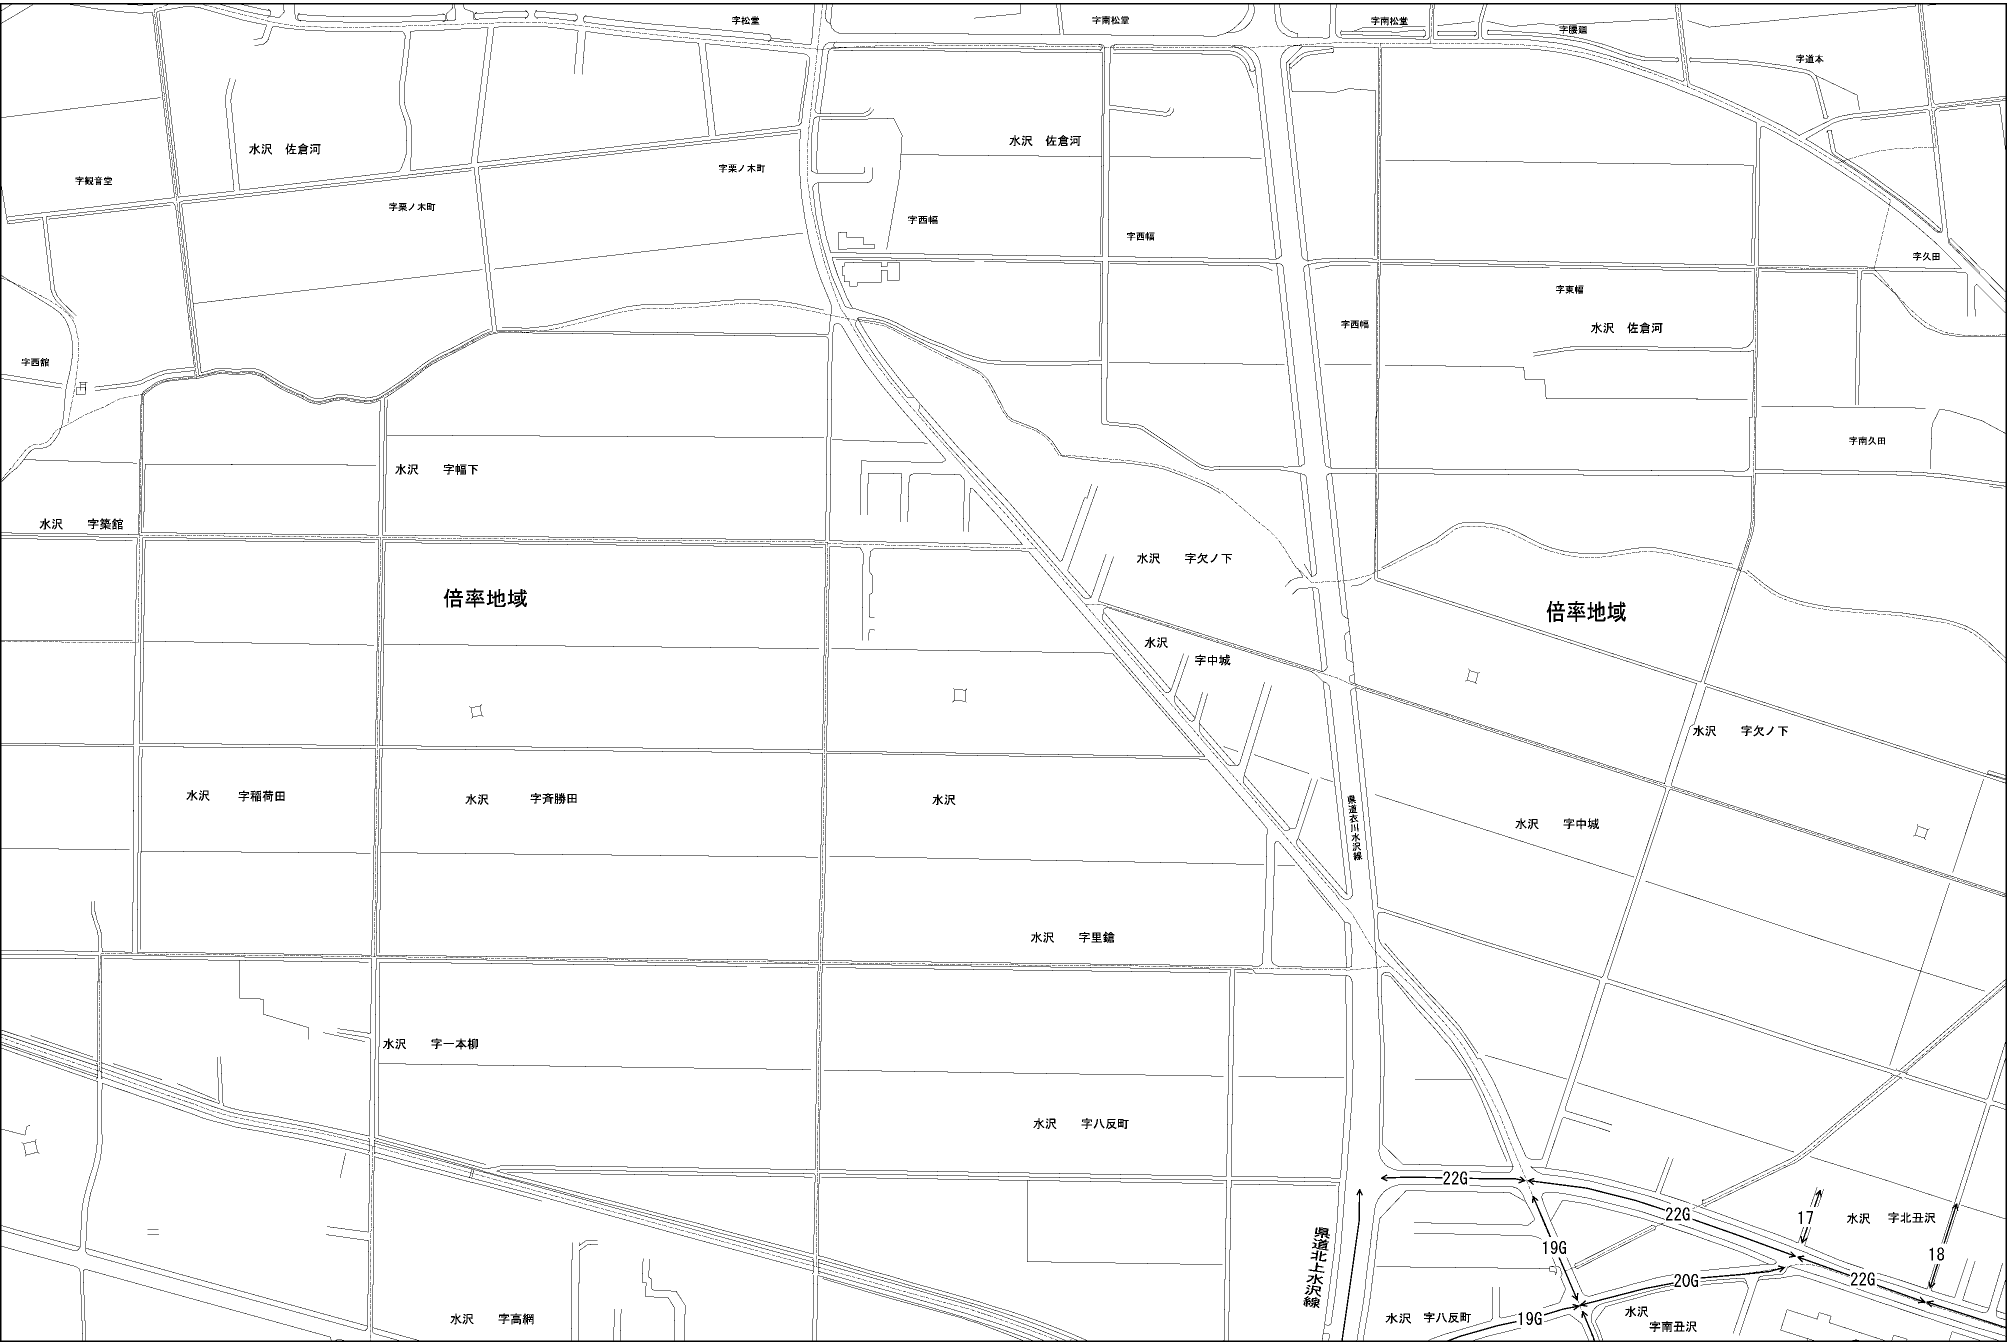 字松堂
字南松堂
字南松堂
字腰廻
字道本
水沢　佐倉河
水沢　佐倉河
字観音堂
字栗ノ木町
字栗ノ木町
字西幅
字西幅
字久田
字東幅
字西幅
水沢　佐倉河
字西館
字南久田
水沢　字幅下
水沢　字築館
水沢　字欠ノ下
倍率地域
倍率地域
水沢
字中城
水沢　字欠ノ下
水沢　字稲荷田
水沢　字斉勝田
水沢
県道衣川水沢線
水沢　字中城
水沢　字里鎗
水沢　字一本柳
水沢　字八反町
22G
22G
17
水沢　字北丑沢
県道北上水沢線
19G
18
20G
22G
水沢　字高網
水沢　字八反町
19G
水沢
字南丑沢